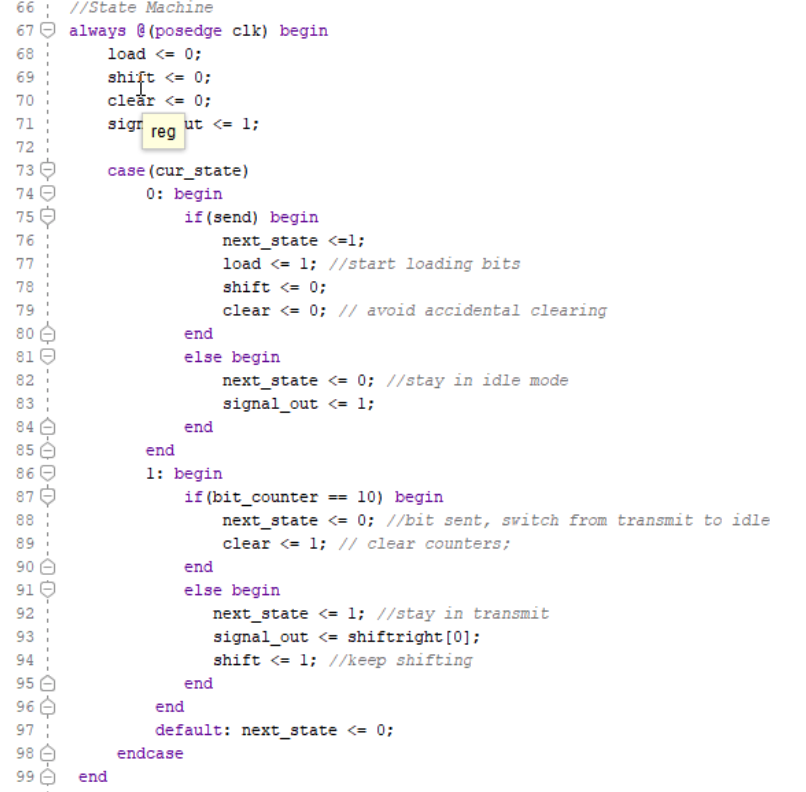 66 //State Machine
67 always @(posedge clk) begin
68 load <= 0;
69 shift <= 0;
70 clear <= 0;
71 sign ut <= 1;
reg
72
73 case(cur_state)
74 0: begin
75 if(send) begin
76 next_state <=1;
77 load <= 1; //start loading bits
78 shift <= 0;
79 clear <= 0; // avoid accidental clearing
80 end
81 else begin
82 next_state <= 0; //stay in idle mode
83 signal_out <= 1;
84 end
85 end
86 1: begin
87 if(bit_counter == 10) begin
88 next_state <= 0; //bit sent, switch from transmit to idle
89 clear <= 1; // clear counters;
90 end
91 else begin
92 next_state <= 1; //stay in transmit
93 signal_out <= shiftright[0];
94 shift <= 1; //keep shifting
95 end
96 end
97 default: next_state <= 0;
98 endcase
99 end